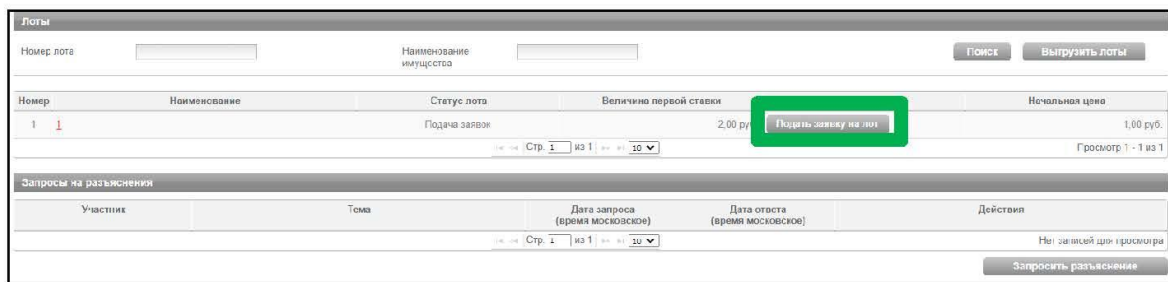 Лоты
Номер лота
Наименование имущества
Поиск
Выгрузить лоты
Номер Наименование Статус лота Величина первой ставки Начальная цена
1 1 Подача заявок 2,00 ру Подать заявку на лот 1,00 руб.
Стр. 1 из 1 10 Просмотр 1 - 1 из 1
Запросы на разъяснения
Участник Тема Дата запроса (время московское) Дата ответа (время московское) Действия
Стр. 1 из 1 10 Нет записей для просмотра
Запросить разъяснение